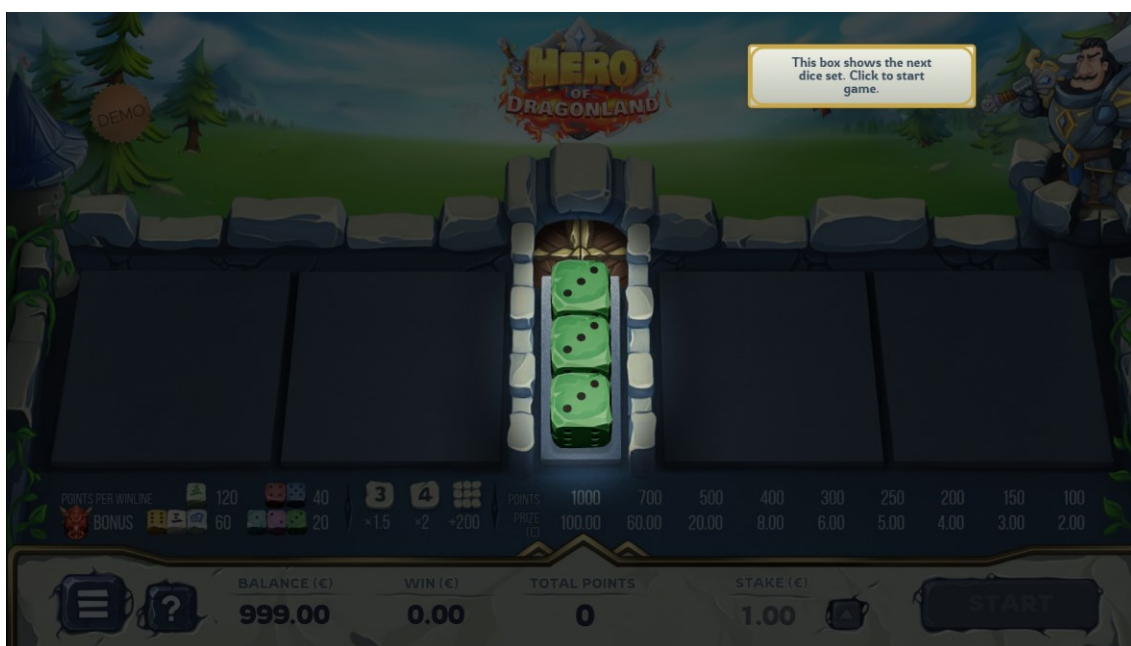 This box shows the next
dice set. Click to start
game.
HERO
OF
DRAGONLAND
DEMO
POINTS PER WINLINE 120 40 3 4 POINTS 1000 700 500 400 300 250 200 150 100
BONUS 60 20 ×1.5 ×2 +200 PRIZE (€) 100.00 60.00 20.00 8.00 6.00 5.00 4.00 3.00 2.00
BALANCE (€) WIN (€) TOTAL POINTS STAKE (€)
999.00 0.00 0 1.00 START
?